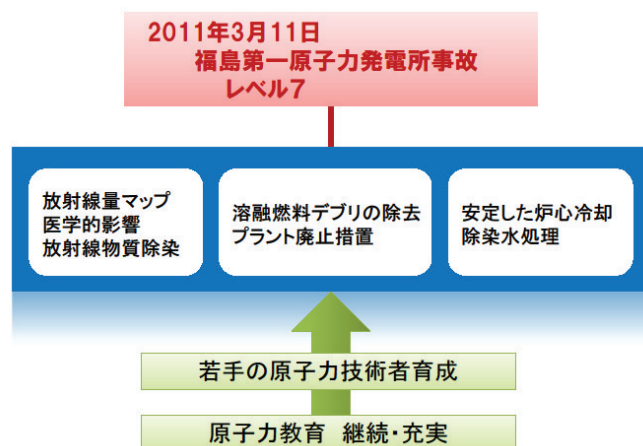 2011年3月11日
福島第一原子力発電所事故
レベル7
放射線量マップ
医学的影響
放射線物質除染
溶融燃料デブリの除去
プラント廃止措置
安定した炉心冷却
除染水処理
若手の原子力技術者育成
原子力教育 継続・充実